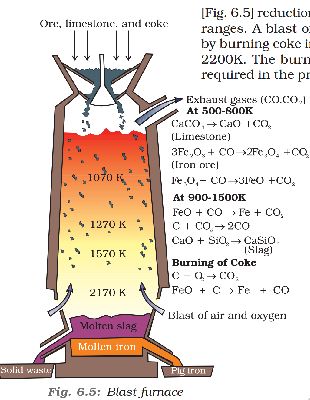 [Fig. 6.5] reduction
ranges. A blast of
by burning coke i
2200K. The burn
required in the pr
Ore, limestone, and coke
Exhaust gases (CO,CO₂)
At 500-800K
CaCO₃ → CaO + CO₂
(Limestone)
3Fe₂O₃ + CO → 2Fe₃O₄ + CO₂
(Iron ore)
Fe₃O₄ + CO → 3FeO + CO₂
At 900-1500K
FeO + CO → Fe + CO₂
C + CO₂ → 2CO
CaO + SiO₂ → CaSiO₃
(Slag)
Burning of Coke
C + O₂ → CO₂
FeO + C → Fe + CO
Blast of air and oxygen
1070 K
1270 K
1570 K
2170 K
Molten slag
Molten iron
Solid waste
Pig iron
Fig. 6.5: Blast furnace